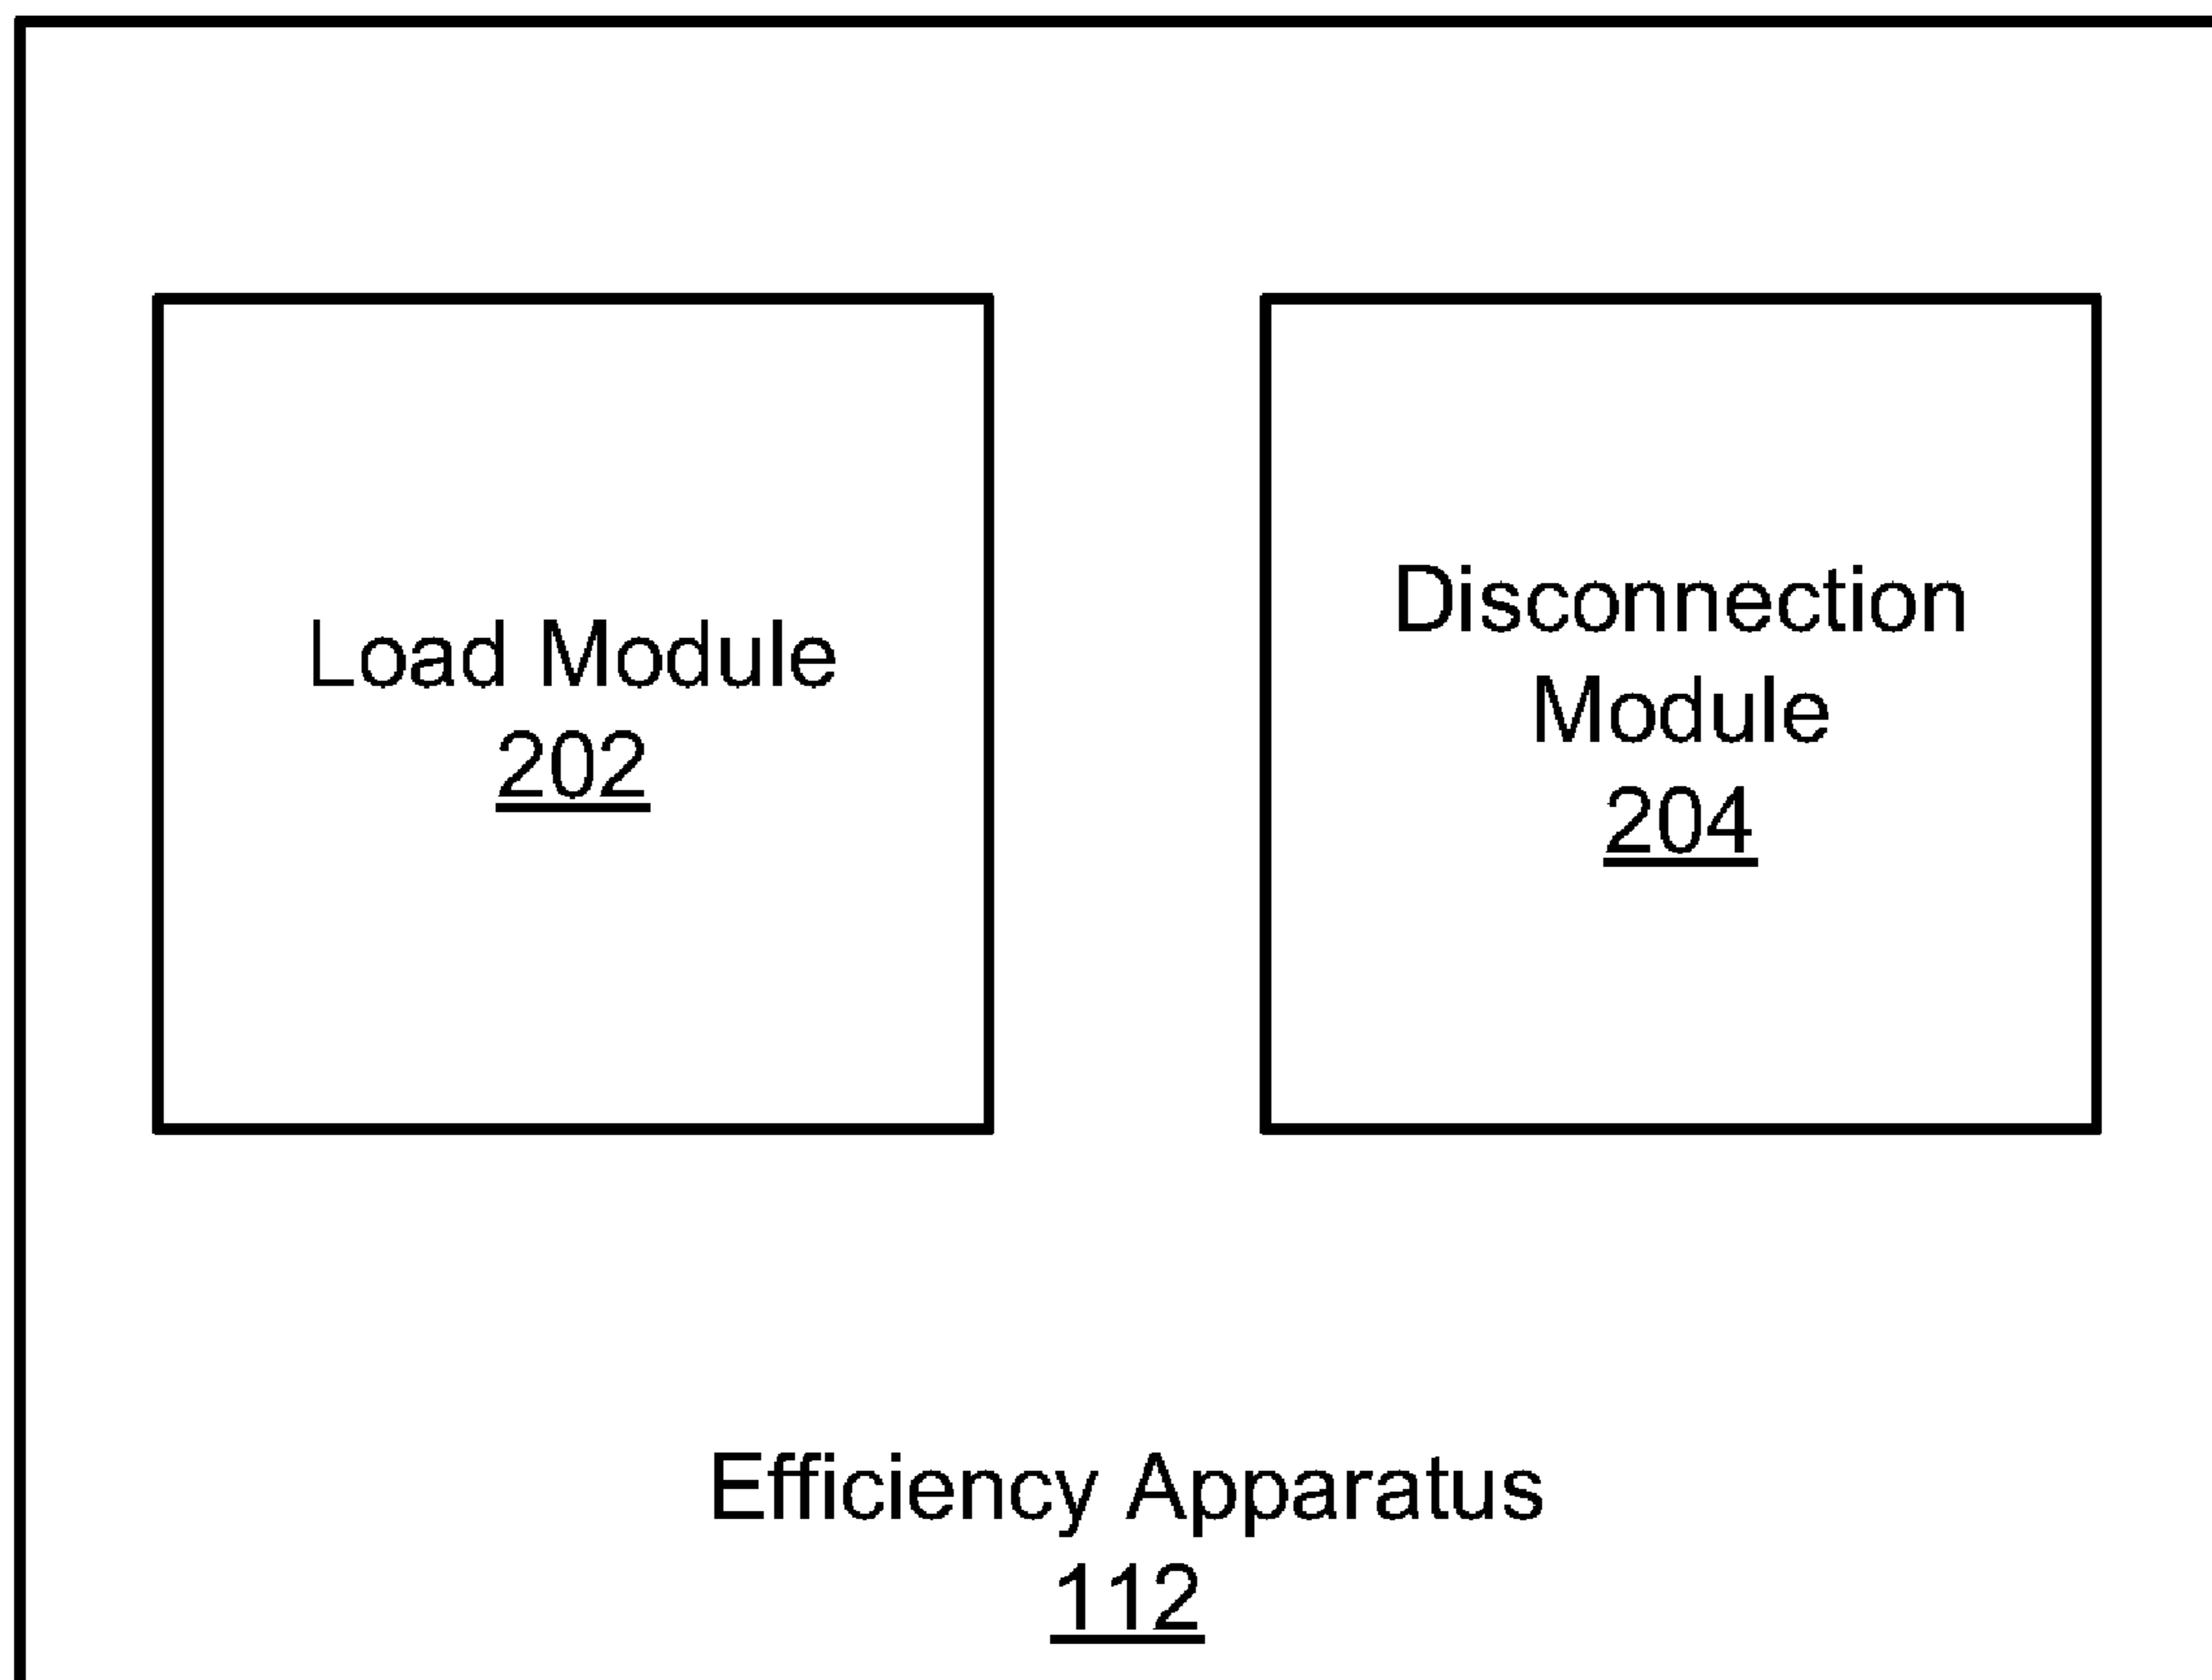 Load Module
202
Disconnection
Module
204
Efficiency Apparatus
112